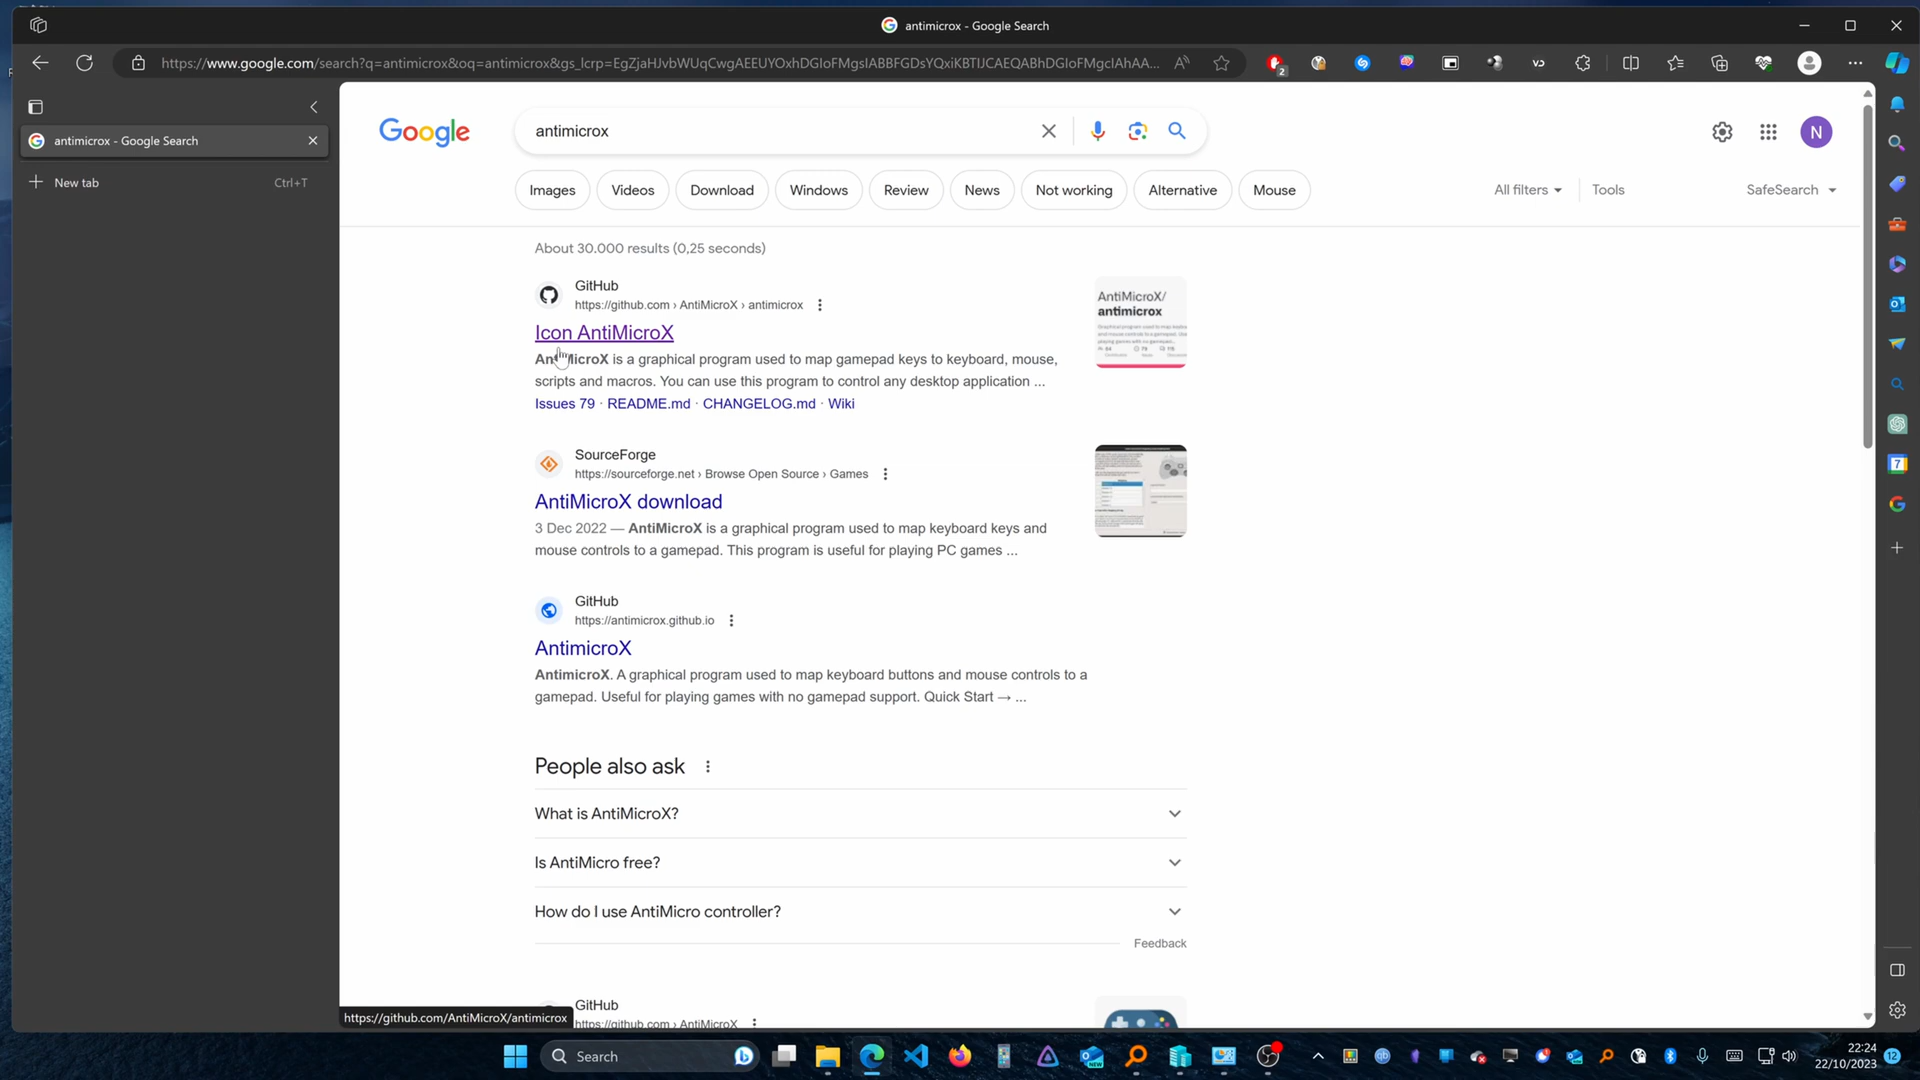 antimicrox - Google Search
https://www.google.com/search?q=antimicrox&oq=antimicrox&gs_lcrp=EgZjaHJvbWUqCwgAEEUYOxhDGIoFMgsIABBFGDsYQxiKBTIJCAEQABhDGIoFMgcIAhAA...
2
antimicrox - Google Search
New tab Ctrl+T
Google
antimicrox
N
Images Videos Download Windows Review News Not working Alternative Mouse
All filters Tools SafeSearch
About 30.000 results (0,25 seconds)
GitHub
https://github.com › AntiMicroX › antimicrox
Icon AntiMicroX
AntiMicroX is a graphical program used to map gamepad keys to keyboard, mouse,
scripts and macros. You can use this program to control any desktop application ...
Issues 79 · README.md · CHANGELOG.md · Wiki
AntiMicroX/
antimicrox
SourceForge
https://sourceforge.net › Browse Open Source › Games
AntiMicroX download
3 Dec 2022 — AntiMicroX is a graphical program used to map keyboard keys and
mouse controls to a gamepad. This program is useful for playing PC games ...
GitHub
https://antimicrox.github.io
AntimicroX
AntimicroX. A graphical program used to map keyboard buttons and mouse controls to a
gamepad. Useful for playing games with no gamepad support. Quick Start → ...
People also ask
What is AntiMicroX?
Is AntiMicro free?
How do I use AntiMicro controller?
Feedback
GitHub
https://github.com › AntiMicroX
https://github.com/AntiMicroX/antimicrox
7
Search
NEW
22:24
22/10/2023
12